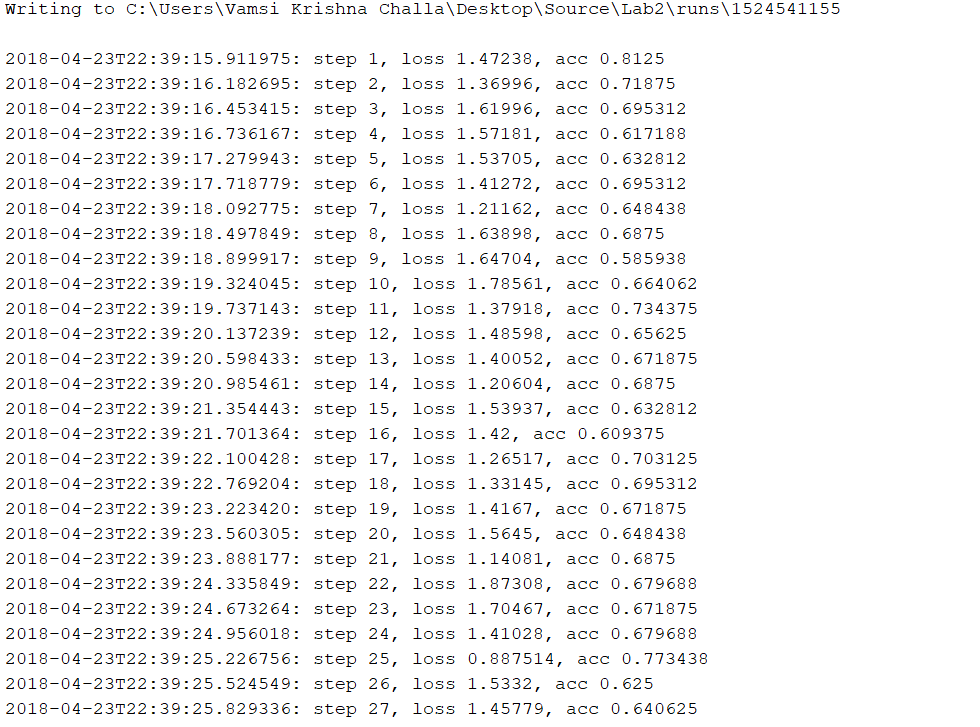 Writing to C:\Users\Vamsi Krishna Challa\Desktop\Source\Lab2\runs\1524541155
2018-04-23T22:39:15.911975: step 1, loss 1.47238, acc 0.8125
2018-04-23T22:39:16.182695: step 2, loss 1.36996, acc 0.71875
2018-04-23T22:39:16.453415: step 3, loss 1.61996, acc 0.695312
2018-04-23T22:39:16.736167: step 4, loss 1.57181, acc 0.617188
2018-04-23T22:39:17.279943: step 5, loss 1.53705, acc 0.632812
2018-04-23T22:39:17.718779: step 6, loss 1.41272, acc 0.695312
2018-04-23T22:39:18.092775: step 7, loss 1.21162, acc 0.648438
2018-04-23T22:39:18.497849: step 8, loss 1.63898, acc 0.6875
2018-04-23T22:39:18.899917: step 9, loss 1.64704, acc 0.585938
2018-04-23T22:39:19.324045: step 10, loss 1.78561, acc 0.664062
2018-04-23T22:39:19.737143: step 11, loss 1.37918, acc 0.734375
2018-04-23T22:39:20.137239: step 12, loss 1.48598, acc 0.65625
2018-04-23T22:39:20.598433: step 13, loss 1.40052, acc 0.671875
2018-04-23T22:39:20.985461: step 14, loss 1.20604, acc 0.6875
2018-04-23T22:39:21.354443: step 15, loss 1.53937, acc 0.632812
2018-04-23T22:39:21.701364: step 16, loss 1.42, acc 0.609375
2018-04-23T22:39:22.100428: step 17, loss 1.26517, acc 0.703125
2018-04-23T22:39:22.769204: step 18, loss 1.33145, acc 0.695312
2018-04-23T22:39:23.223420: step 19, loss 1.4167, acc 0.671875
2018-04-23T22:39:23.560305: step 20, loss 1.5645, acc 0.648438
2018-04-23T22:39:23.888177: step 21, loss 1.14081, acc 0.6875
2018-04-23T22:39:24.335849: step 22, loss 1.87308, acc 0.679688
2018-04-23T22:39:24.673264: step 23, loss 1.70467, acc 0.671875
2018-04-23T22:39:24.956018: step 24, loss 1.41028, acc 0.679688
2018-04-23T22:39:25.226756: step 25, loss 0.887514, acc 0.773438
2018-04-23T22:39:25.524549: step 26, loss 1.5332, acc 0.625
2018-04-23T22:39:25.829336: step 27, loss 1.45779, acc 0.640625